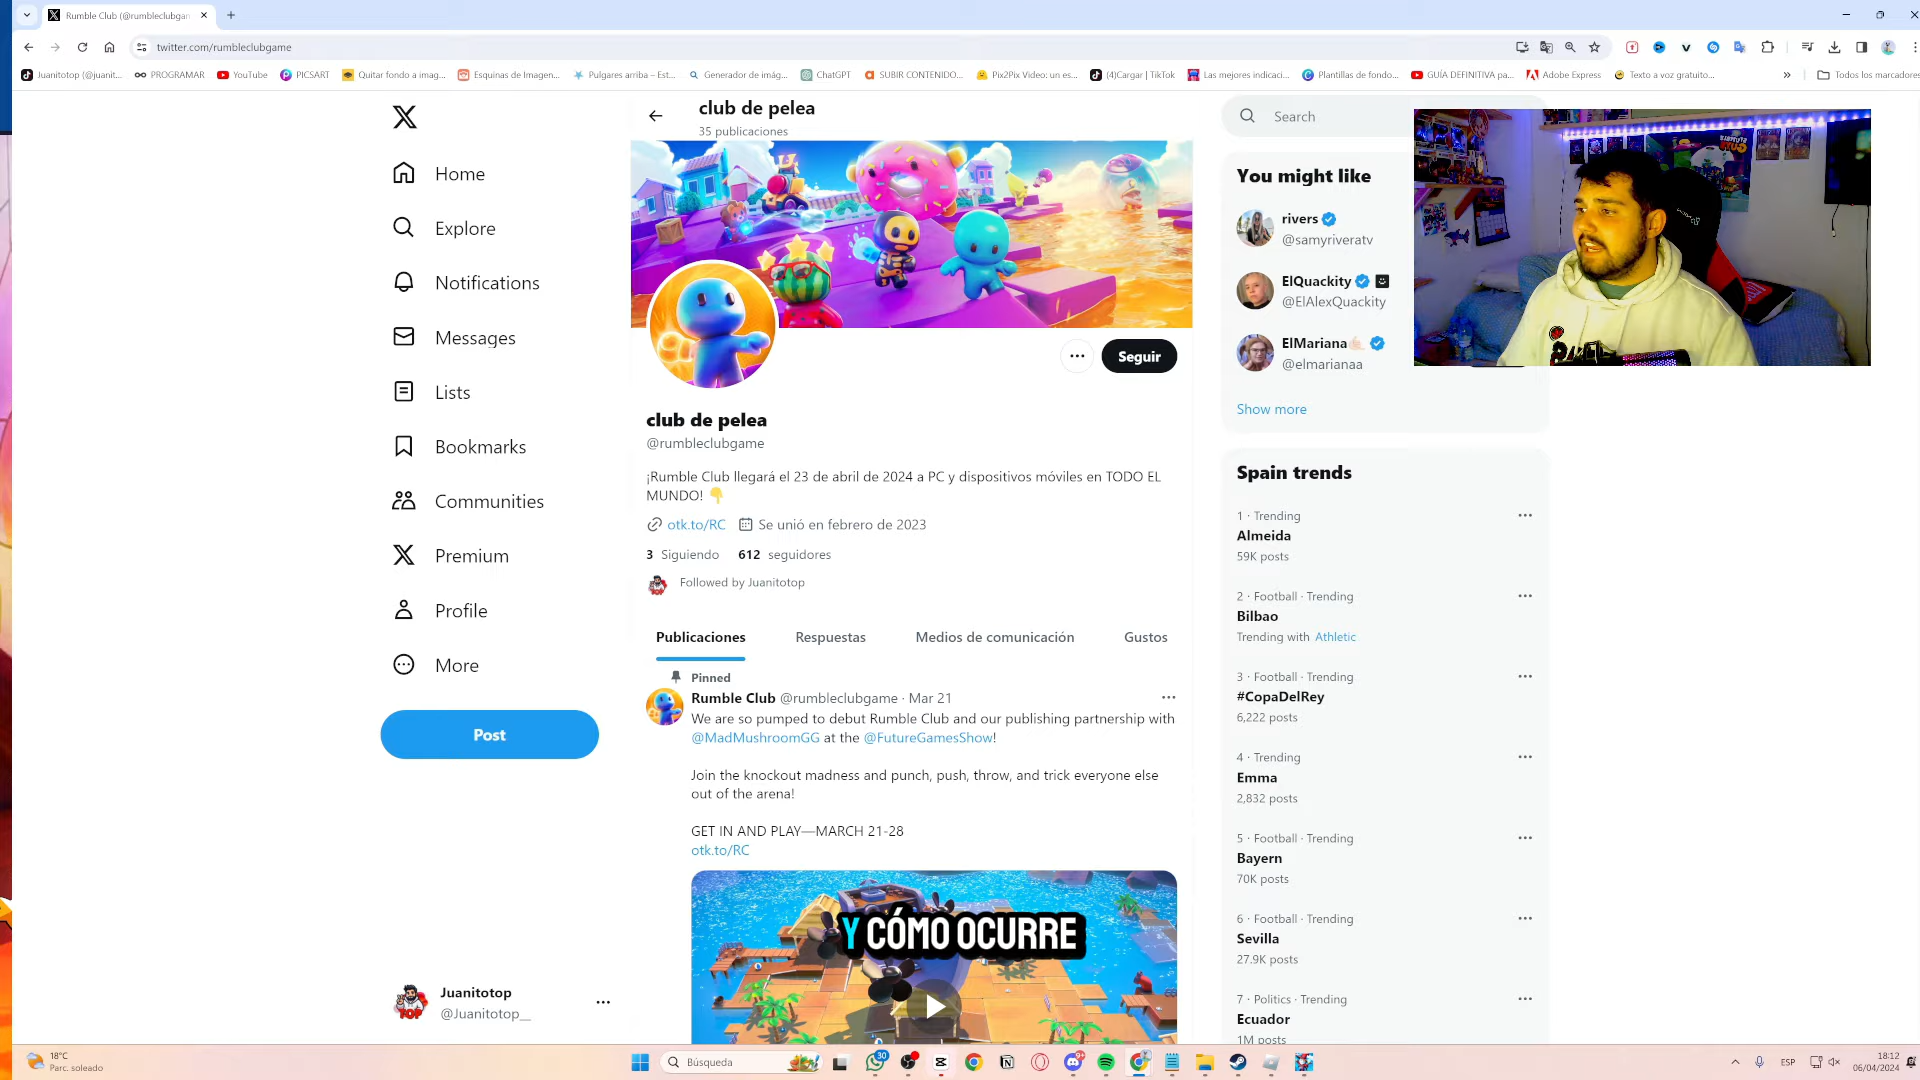 Rumble Club (@rumbleclubgan
twitter.com/rumbleclubgame
Juanitotop (@juanit...
PROGRAMAR
YouTube
PICSART
Quitar fondo a imag...
Esquinas de Imagen...
Pulgares arriba – Est...
Generador de imág...
ChatGPT
SUBIR CONTENIDO...
Pix2Pix Video: un es...
(4)Cargar | TikTok
Las mejores indicaci...
Plantillas de fondo...
GUÍA DEFINITIVA pa...
Adobe Express
Texto a voz gratuito...
Todos los marcadores
Home
Explore
Notifications
Messages
Lists
Bookmarks
Communities
Premium
Profile
More
Post
Juanitotop
@Juanitotop__
club de pelea
35 publicaciones
Seguir
club de pelea
@rumbleclubgame
¡Rumble Club llegará el 23 de abril de 2024 a PC y dispositivos móviles en TODO EL
MUNDO! 👇
otk.to/RC Se unió en febrero de 2023
3 Siguiendo 612 seguidores
Followed by Juanitotop
Publicaciones Respuestas Medios de comunicación Gustos
Pinned
Rumble Club @rumbleclubgame · Mar 21
We are so pumped to debut Rumble Club and our publishing partnership with
@MadMushroomGG at the @FutureGamesShow!
Join the knockout madness and punch, push, throw, and trick everyone else
out of the arena!
GET IN AND PLAY—MARCH 21-28
otk.to/RC
Y CÓMO OCURRE
Search
You might like
rivers
@samyriveratv
ElQuackity
@ElAlexQuackity
ElMariana
@elmarianaa
Show more
Spain trends
1 · Trending
Almeida
59K posts
2 · Football · Trending
Bilbao
Trending with Athletic
3 · Football · Trending
#CopaDelRey
6,222 posts
4 · Trending
Emma
2,832 posts
5 · Football · Trending
Bayern
70K posts
6 · Football · Trending
Sevilla
27.9K posts
7 · Politics · Trending
Ecuador
1M posts
18°C
Parc. soleado
Búsqueda
30
ESP
18:12
06/04/2024